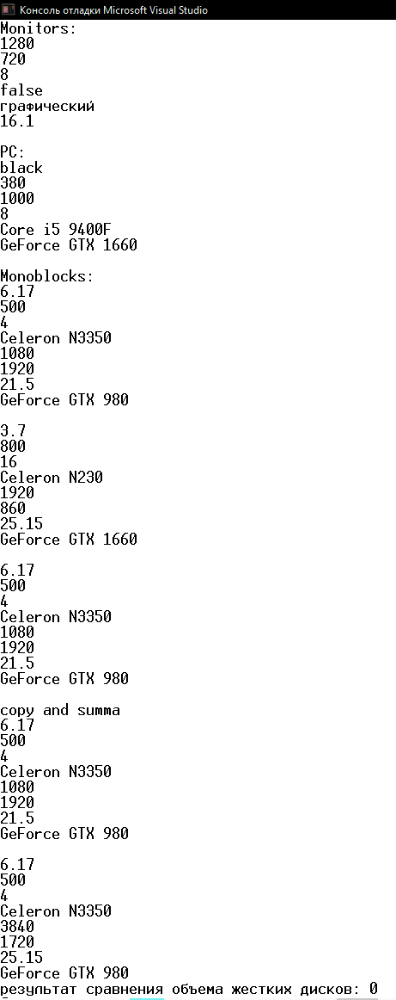 Консоль отладки Microsoft Visual Studio
Monitors:
1280
720
8
false
графический
16.1
PC:
black
380
1000
8
Core i5 9400F
GeForce GTX 1660
Monoblocks:
6.17
500
4
Celeron N3350
1080
1920
21.5
GeForce GTX 980
3.7
800
16
Celeron N230
1920
860
25.15
GeForce GTX 1660
6.17
500
4
Celeron N3350
1080
1920
21.5
GeForce GTX 980
copy and summa
6.17
500
4
Celeron N3350
1080
1920
21.5
GeForce GTX 980
6.17
500
4
Celeron N3350
3840
1720
25.15
GeForce GTX 980
результат сравнения объема жестких дисков: 0